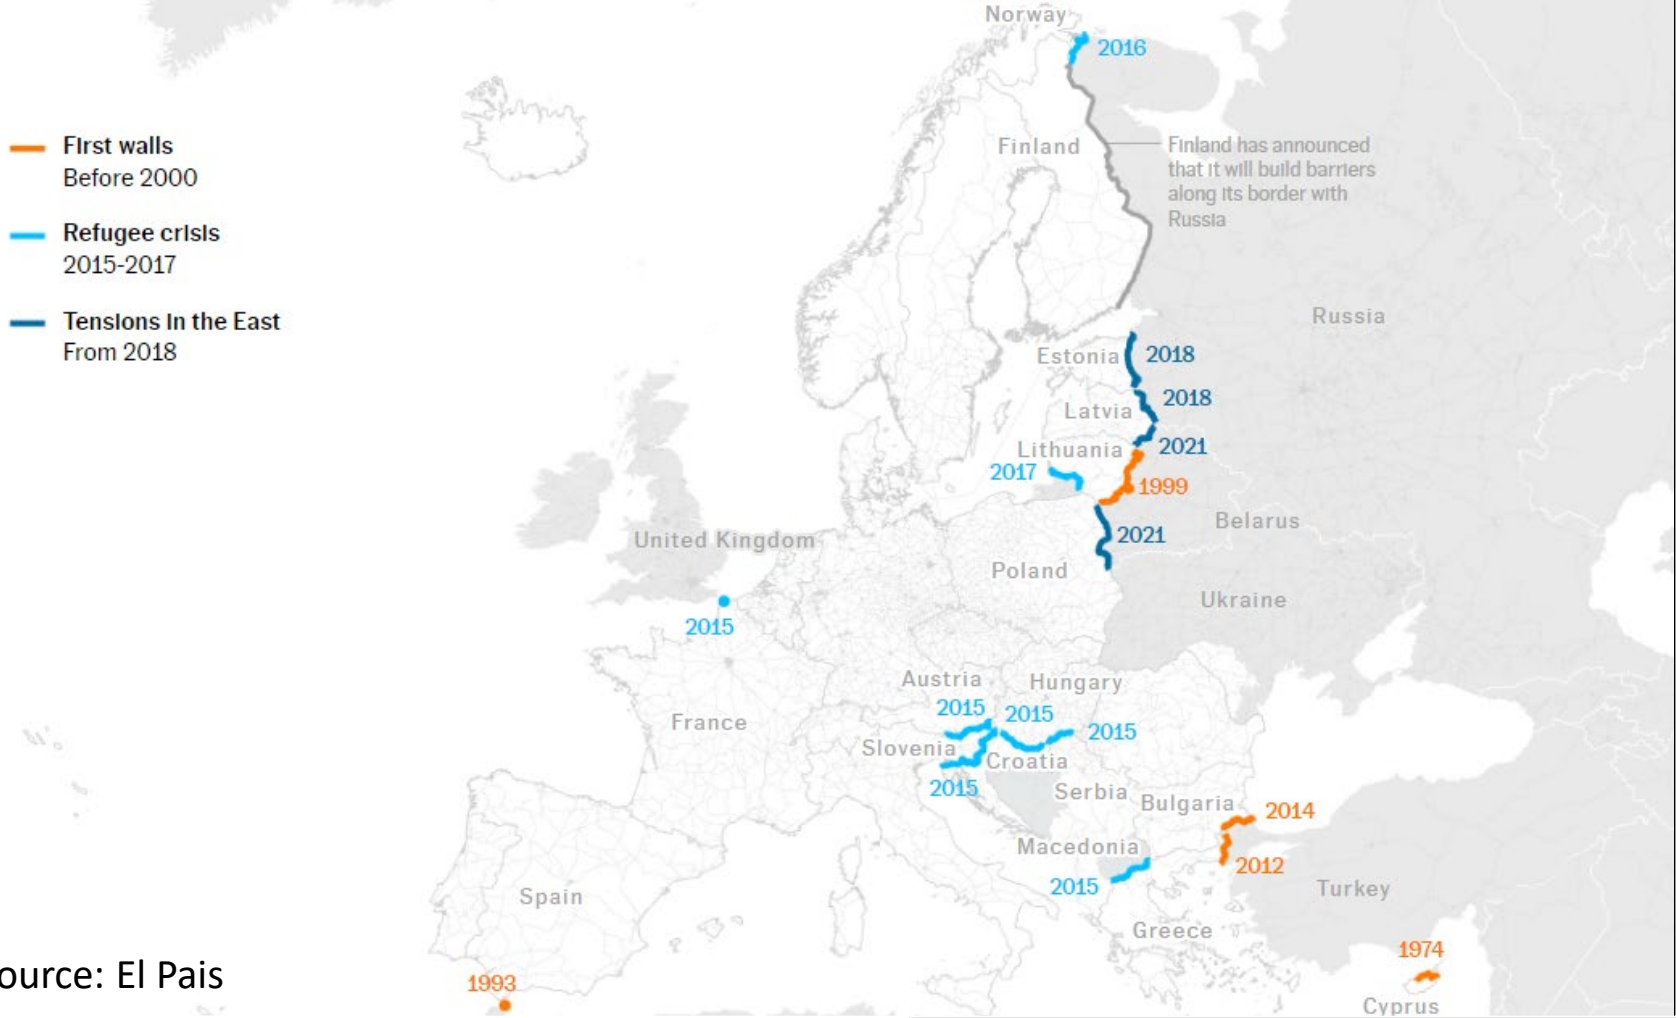 Norway
2016
First walls
Before 2000
Finland
Finland has announced
that it will build barriers
along its border with
Russia
Refugee crisis
2015-2017
Tensions in the East
From 2018
Russia
Estonia
2018
2018
Latvia
Lithuania
2021
2017
1999
Belarus
2021
United Kingdom
Poland
Ukraine
2015
Austria
Hungary
2015
2015
2015
France
Slovenia
Croatia
2015
Serbia
Bulgaria
2014
Macedonia
2012
2015
Turkey
Spain
Greece
1974
ource: El Pais
1993
Cyprus